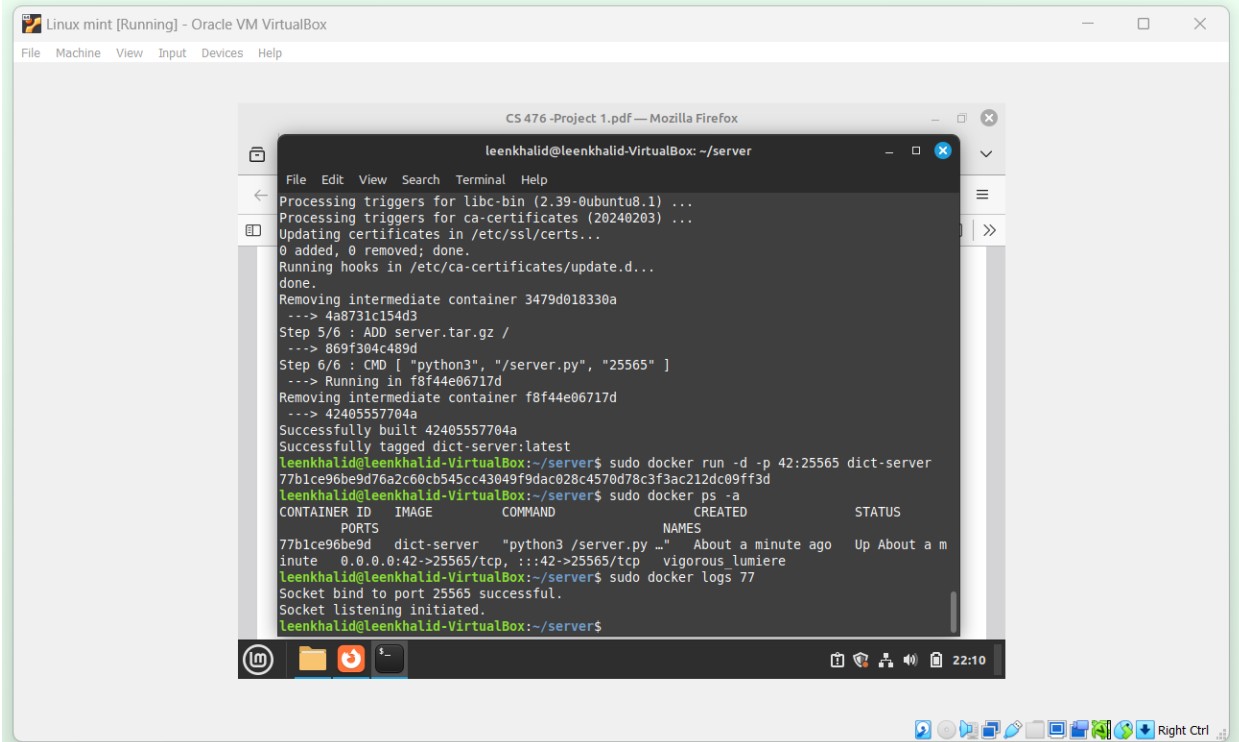 Linux mint [Running] - Oracle VM VirtualBox
File Machine View Input Devices Help
CS 476 -Project 1.pdf — Mozilla Firefox
leenkhalid@leenkhalid-VirtualBox: ~/server
File Edit View Search Terminal Help
Processing triggers for libc-bin (2.39-0ubuntu8.1) ...
Processing triggers for ca-certificates (20240203) ...
Updating certificates in /etc/ssl/certs...
0 added, 0 removed; done.
Running hooks in /etc/ca-certificates/update.d...
done.
Removing intermediate container 3479d018330a
---> 4a8731c154d3
Step 5/6 : ADD server.tar.gz /
---> 869f304c489d
Step 6/6 : CMD [ "python3", "/server.py", "25565" ]
---> Running in f8f44e06717d
Removing intermediate container f8f44e06717d
---> 42405557704a
Successfully built 42405557704a
Successfully tagged dict-server:latest
leenkhalid@leenkhalid-VirtualBox:~/server$ sudo docker run -d -p 42:25565 dict-server
77b1ce96be9d76a2c60cb545cc43049f9dac028c4570d78c3f3ac212dc09ff3d
leenkhalid@leenkhalid-VirtualBox:~/server$ sudo docker ps -a
CONTAINER ID IMAGE COMMAND CREATED STATUS
PORTS NAMES
77b1ce96be9d dict-server "python3 /server.py …" About a minute ago Up About a m
inute 0.0.0.0:42->25565/tcp, :::42->25565/tcp vigorous_lumiere
leenkhalid@leenkhalid-VirtualBox:~/server$ sudo docker logs 77
Socket bind to port 25565 successful.
Socket listening initiated.
leenkhalid@leenkhalid-VirtualBox:~/server$
22:10
Right Ctrl